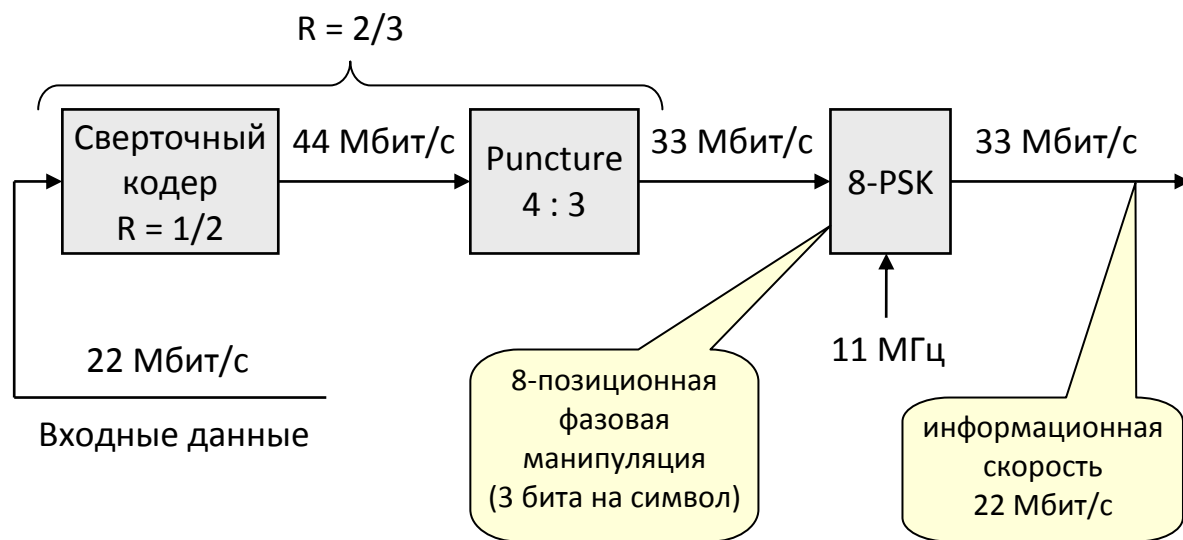 R = 2/3
Сверточный
кодер
R = 1/2
44 Мбит/с
Puncture
4 : 3
33 Мбит/с
8-PSK
33 Мбит/с
11 МГц
22 Мбит/с
Входные данные
8-позиционная
фазовая
манипуляция
(3 бита на символ)
информационная
скорость
22 Мбит/с